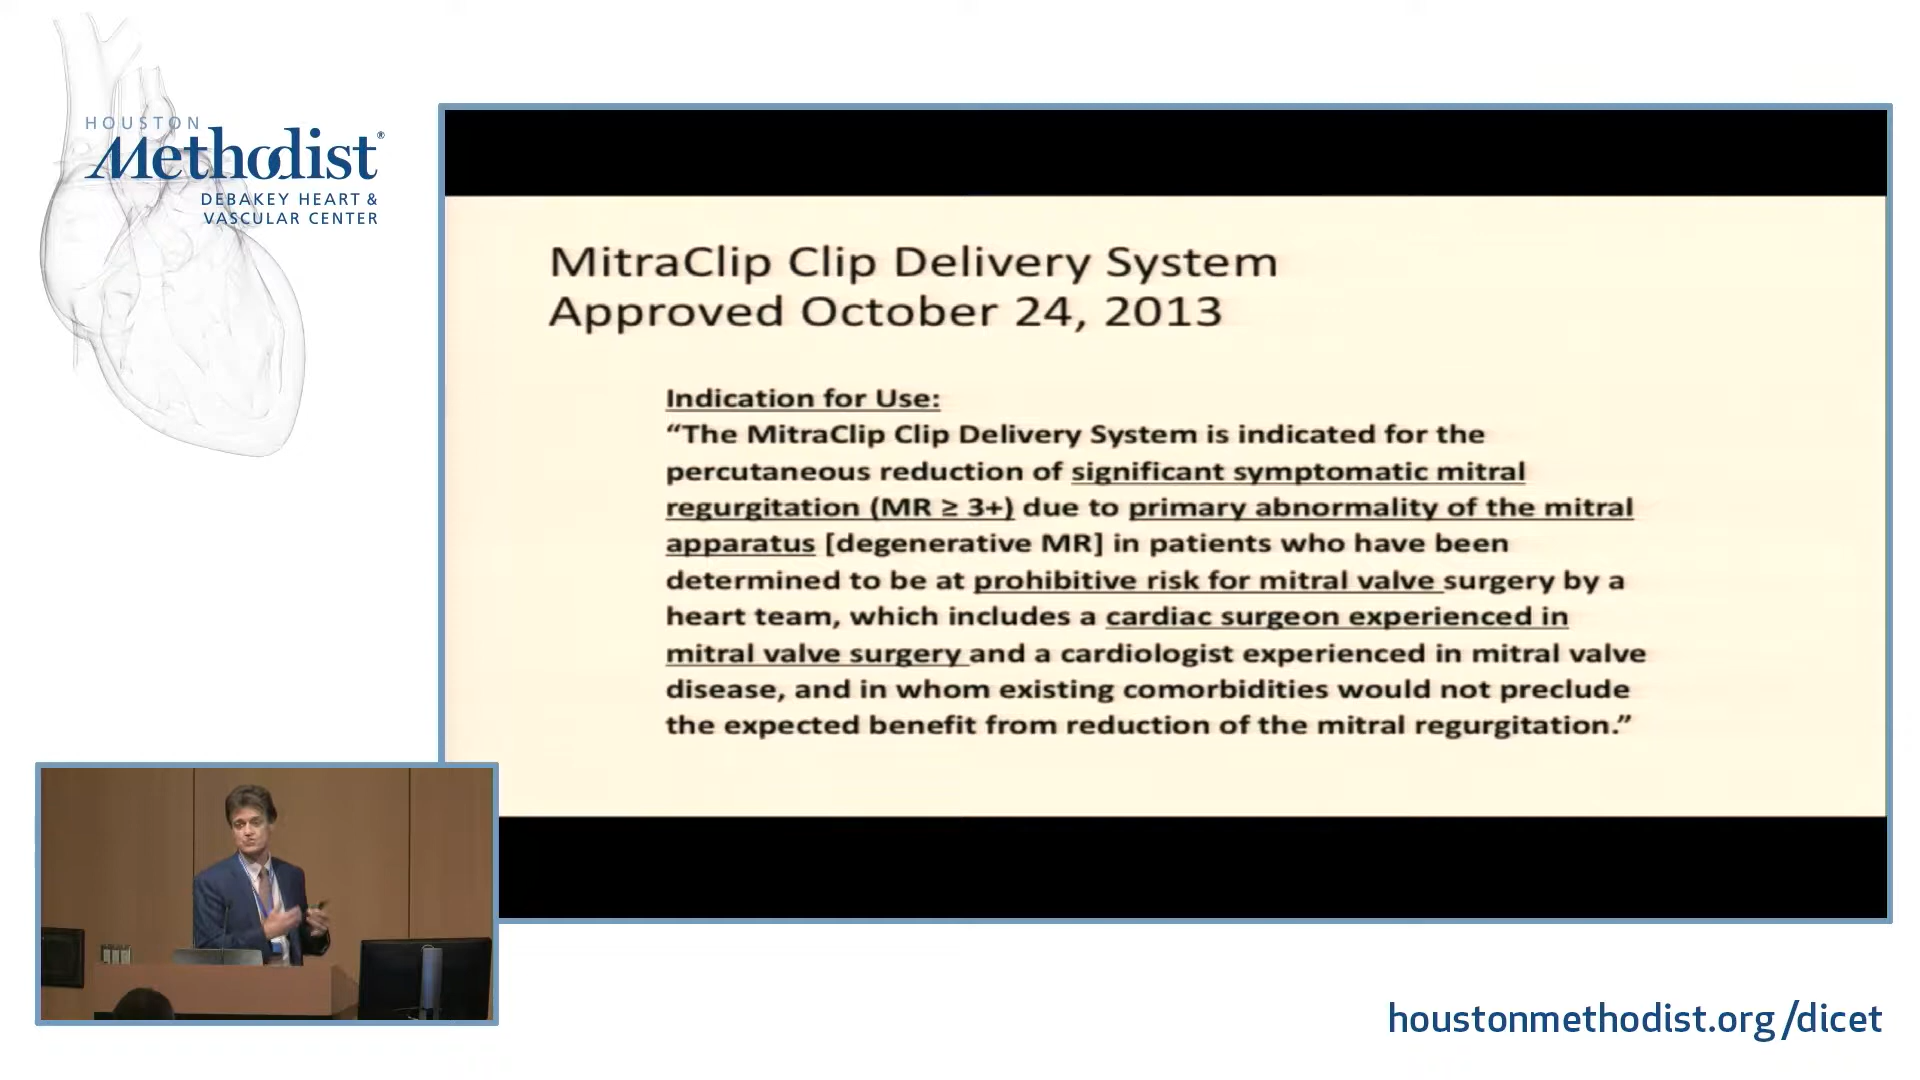 HOUSTON
Methodist®
DEBAKEY HEART &
VASCULAR CENTER
MitraClip Clip Delivery System
Approved October 24, 2013
Indication for Use:
“The MitraClip Clip Delivery System is indicated for the
percutaneous reduction of significant symptomatic mitral
regurgitation (MR ≥ 3+) due to primary abnormality of the mitral
apparatus [degenerative MR] in patients who have been
determined to be at prohibitive risk for mitral valve surgery by a
heart team, which includes a cardiac surgeon experienced in
mitral valve surgery and a cardiologist experienced in mitral valve
disease, and in whom existing comorbidities would not preclude
the expected benefit from reduction of the mitral regurgitation.”
houstonmethodist.org/dicet